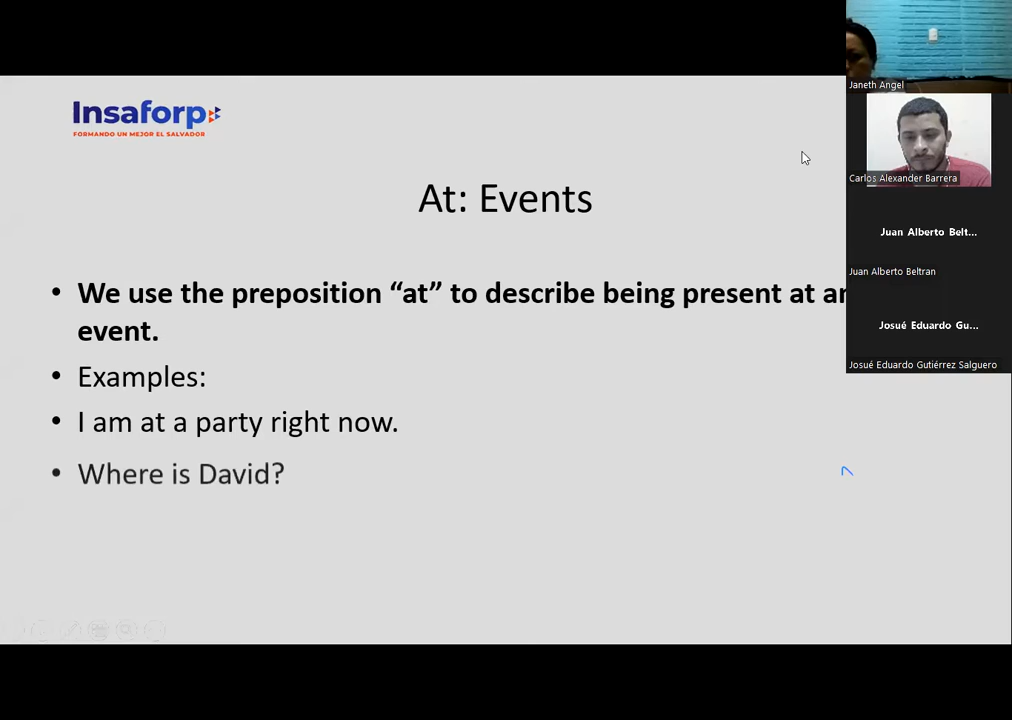 Insaforp
FORMANDO UN MEJOR EL SALVADOR
At: Events
• We use the preposition “at” to describe being present at an
event.
• Examples:
• I am at a party right now.
• Where is David?
Janeth Angel
Carlos Alexander Barrera
Juan Alberto Belt...
Juan Alberto Beltran
Josué Eduardo Gu...
Josué Eduardo Gutiérrez Salguero